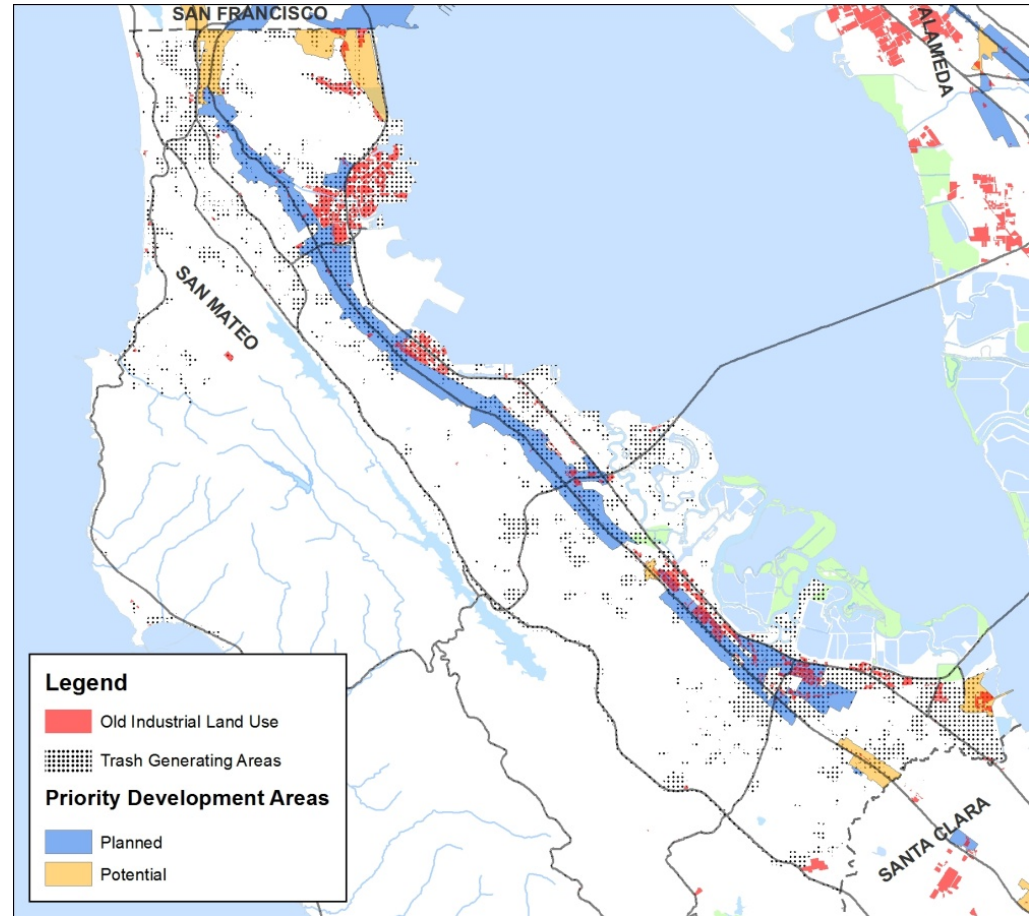 SAN FRANCISCO
ALAMEDA
SAN MATEO
SANTA CLARA
Legend
Old Industrial Land Use
Trash Generating Areas
Priority Development Areas
Planned
Potential